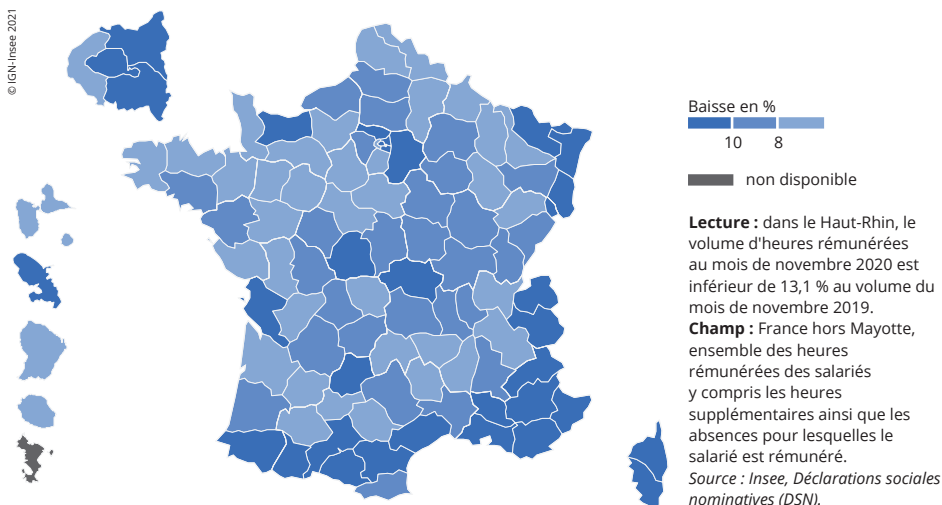 © IGN-Insee 2021
Baisse en %
10 8
non disponible
Lecture : dans le Haut-Rhin, le
volume d'heures rémunérées
au mois de novembre 2020 est
inférieur de 13,1 % au volume du
mois de novembre 2019.
Champ : France hors Mayotte,
ensemble des heures
rémunérées des salariés
y compris les heures
supplémentaires ainsi que les
absences pour lesquelles le
salarié est rémunéré.
Source : Insee, Déclarations sociales
nominatives (DSN).